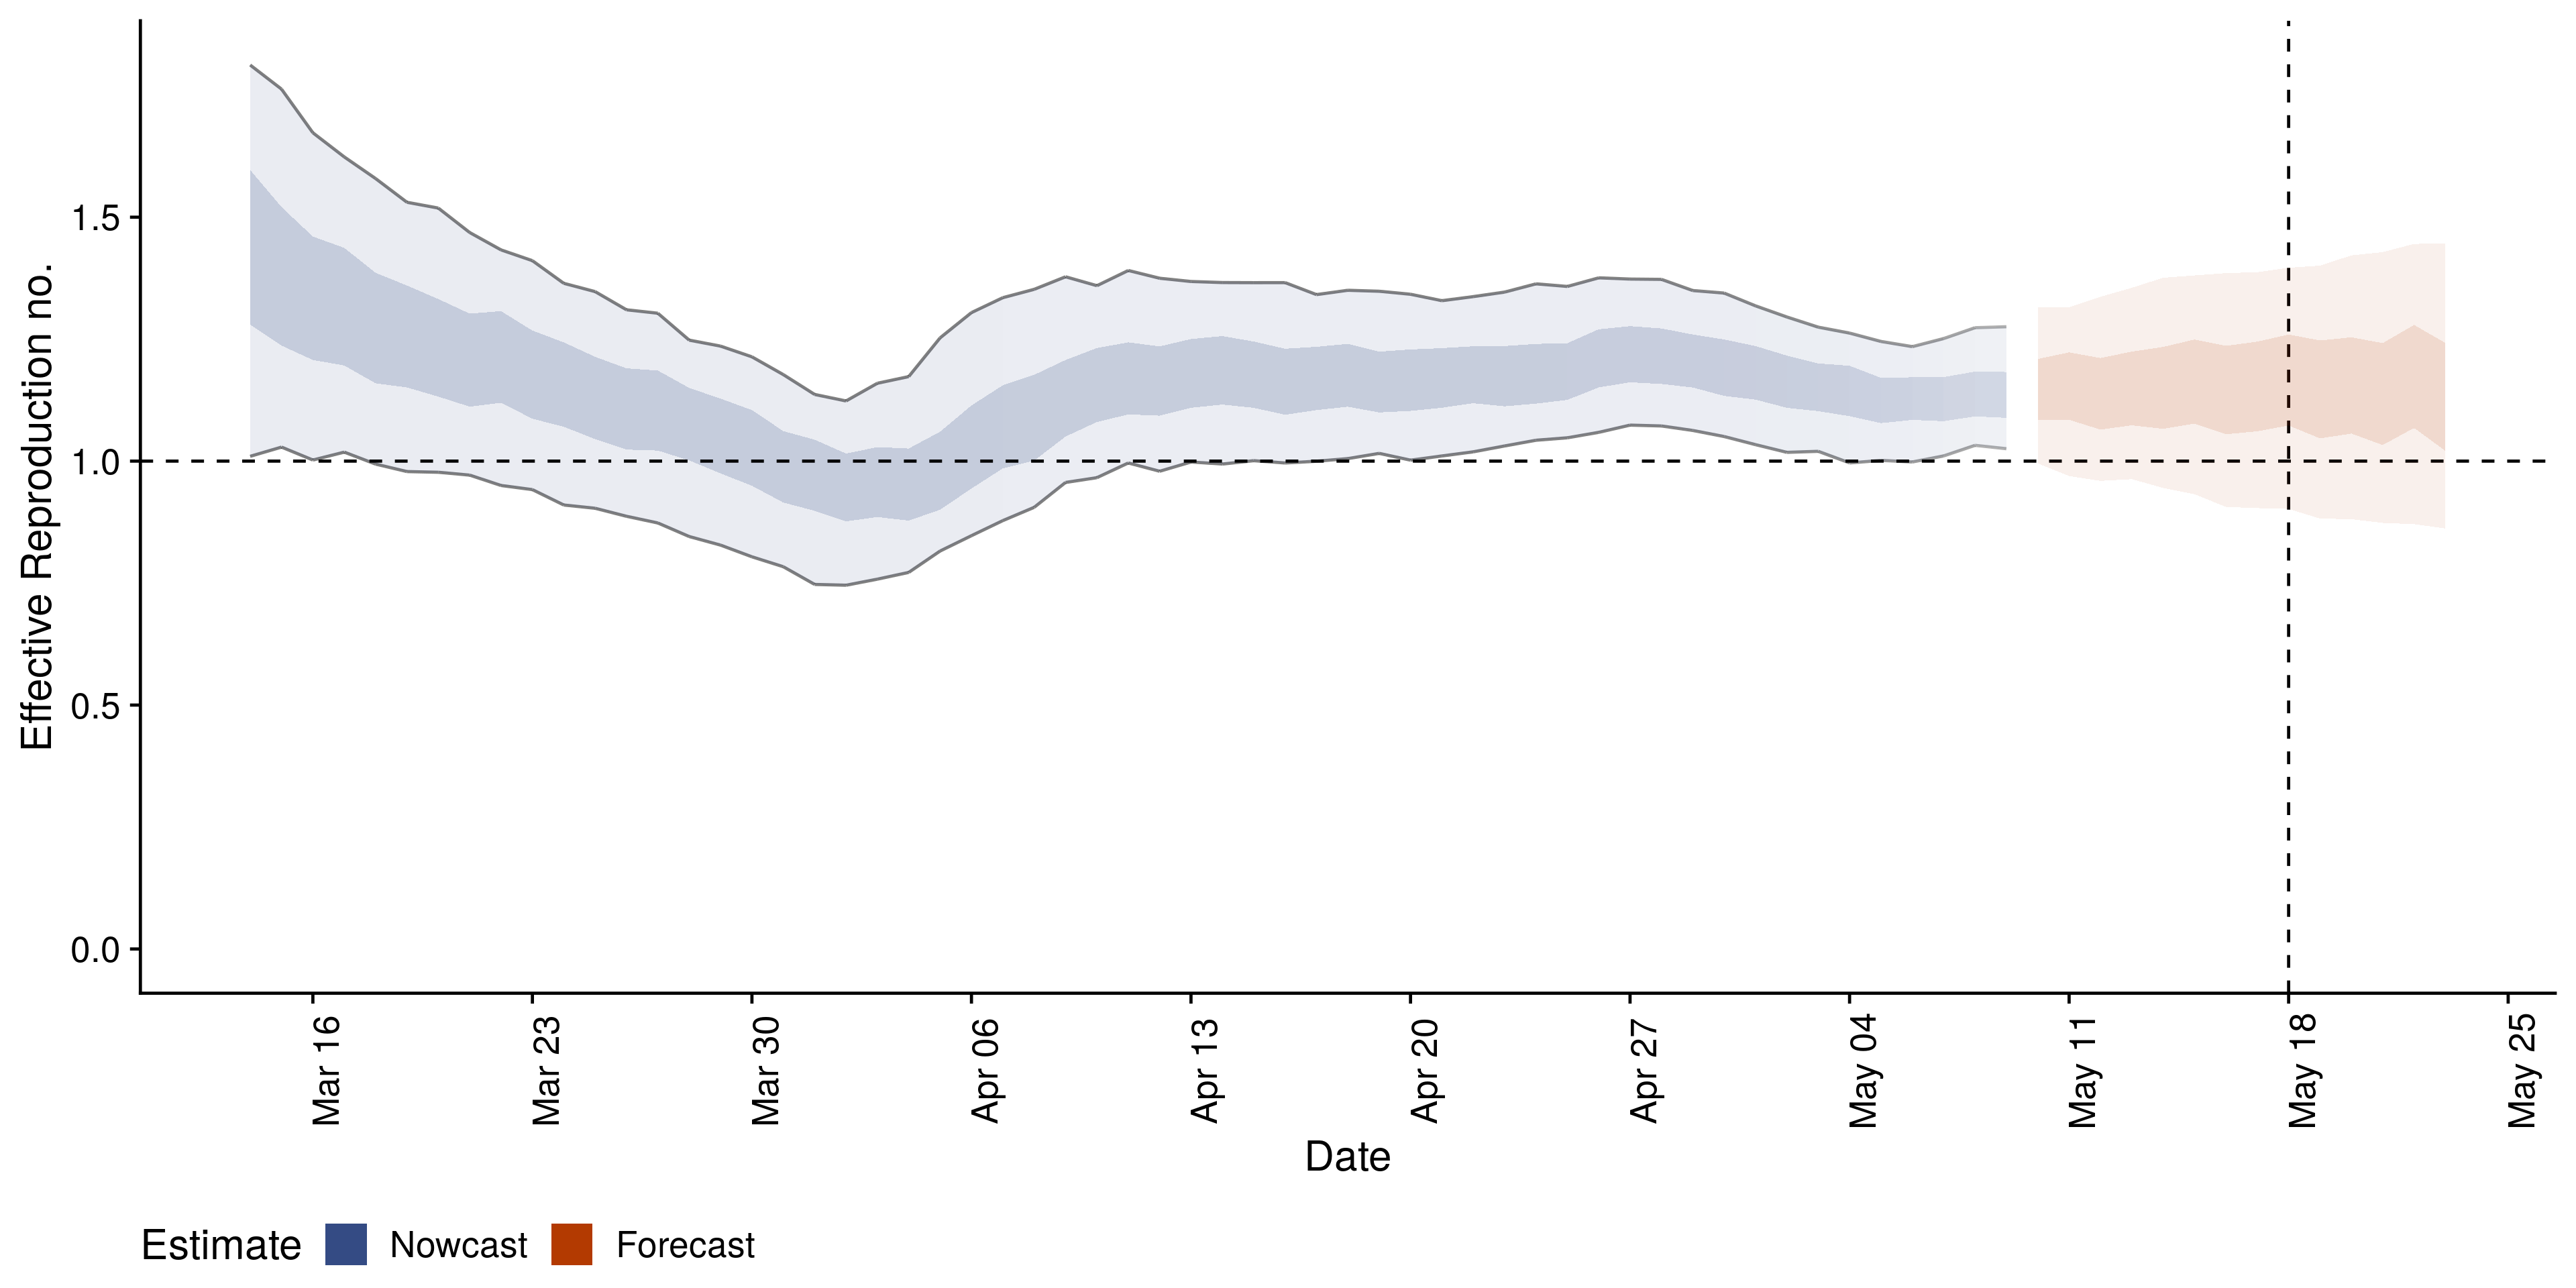 Effective Reproduction no.
1.5
1.0
0.5
0.0
Mar 16
Mar 23
Mar 30
Apr 06
Apr 13
Apr 20
Apr 27
May 04
May 11
May 18
May 25
Date
Estimate Nowcast Forecast